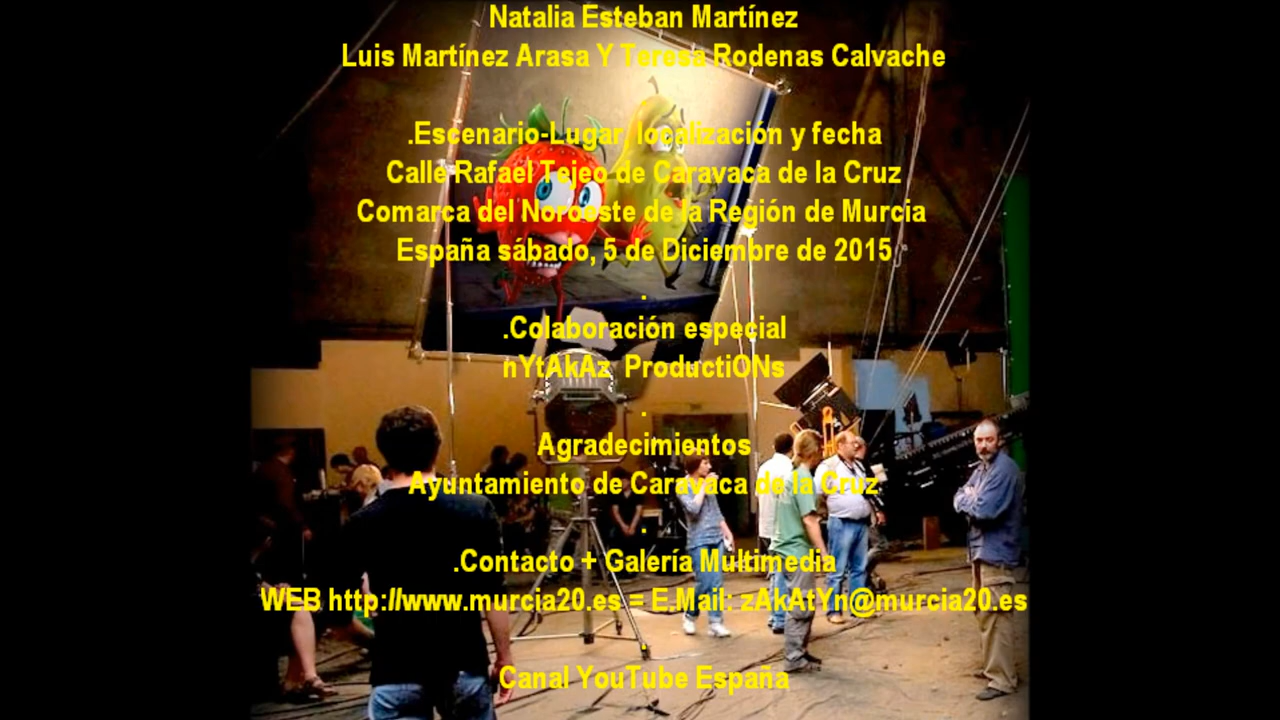 Natalia Esteban Martínez
Luis Martínez Arasa Y Teresa Rodenas Calvache
.Escenario-Lugar localización y fecha
Calle Rafael Tejeo de Caravaca de la Cruz
Comarca del Noroeste de la Región de Murcia
España sábado, 5 de Diciembre de 2015
.
.Colaboración especial
nYtAkAz ProductiONs
.
Agradecimientos
Ayuntamiento de Caravaca de la Cruz
.
.Contacto + Galería Multimedia
WEB http://www.murcia20.es = E.Mail: zAkAtYn@murcia20.es
.
Canal YouTube España